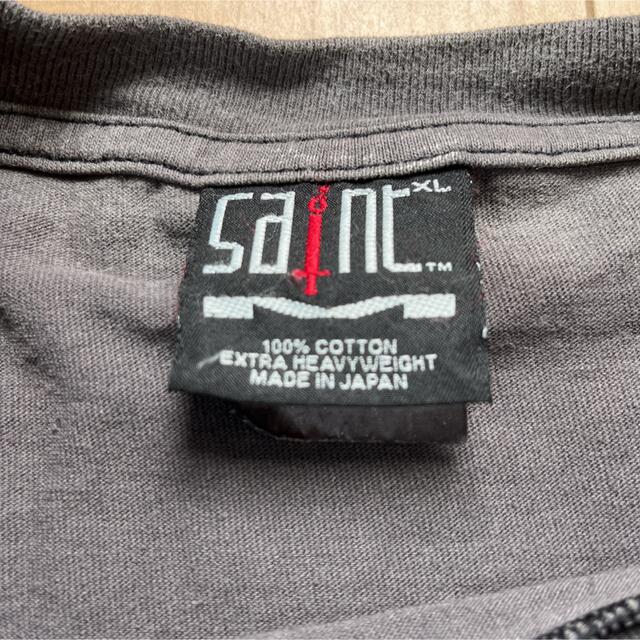 saint XL
™
100% COTTON
EXTRA HEAVYWEIGHT
MADE IN JAPAN